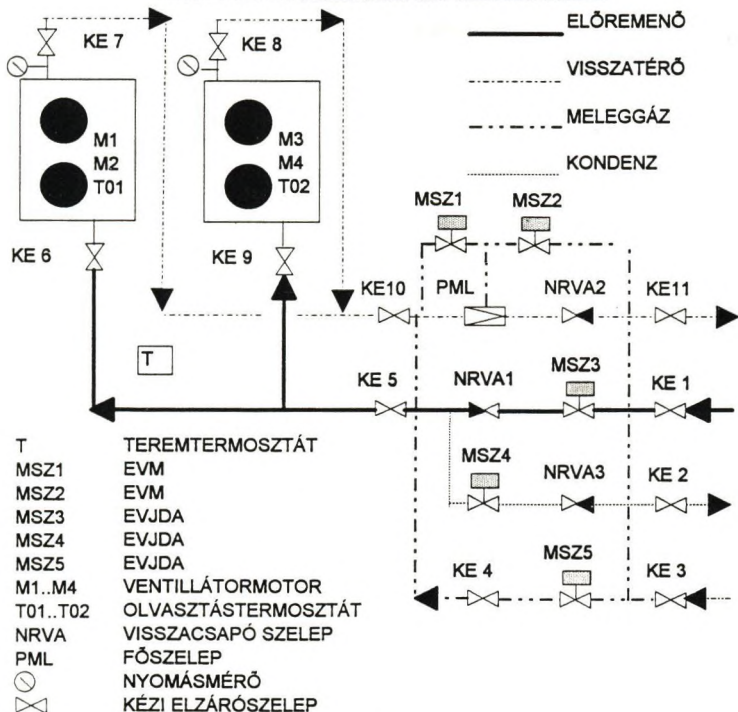 KE 7
KE 8
ELŐREMENŐ
VISSZATÉRŐ
MELEGGÁZ
KONDENZ
M1
M2
T01
M3
M4
T02
MSZ1
MSZ2
KE 6
KE 9
KE10
PML
NRVA2
KE11
T
KE 5
NRVA1
MSZ3
KE 1
MSZ4
NRVA3
KE 2
KE 4
MSZ5
KE 3
T TEREMTERMOSZTÁT
MSZ1 EVM
MSZ2 EVM
MSZ3 EVJDA
MSZ4 EVJDA
MSZ5 EVJDA
M1..M4 VENTILLÁTORMOTOR
T01..T02 OLVASZTÁSTERMOSZTÁT
NRVA VISSZACSAPÓ SZELEP
PML FŐSZELEP
NYOMÁSMÉRŐ
KÉZI ELZÁRÓSZELEP